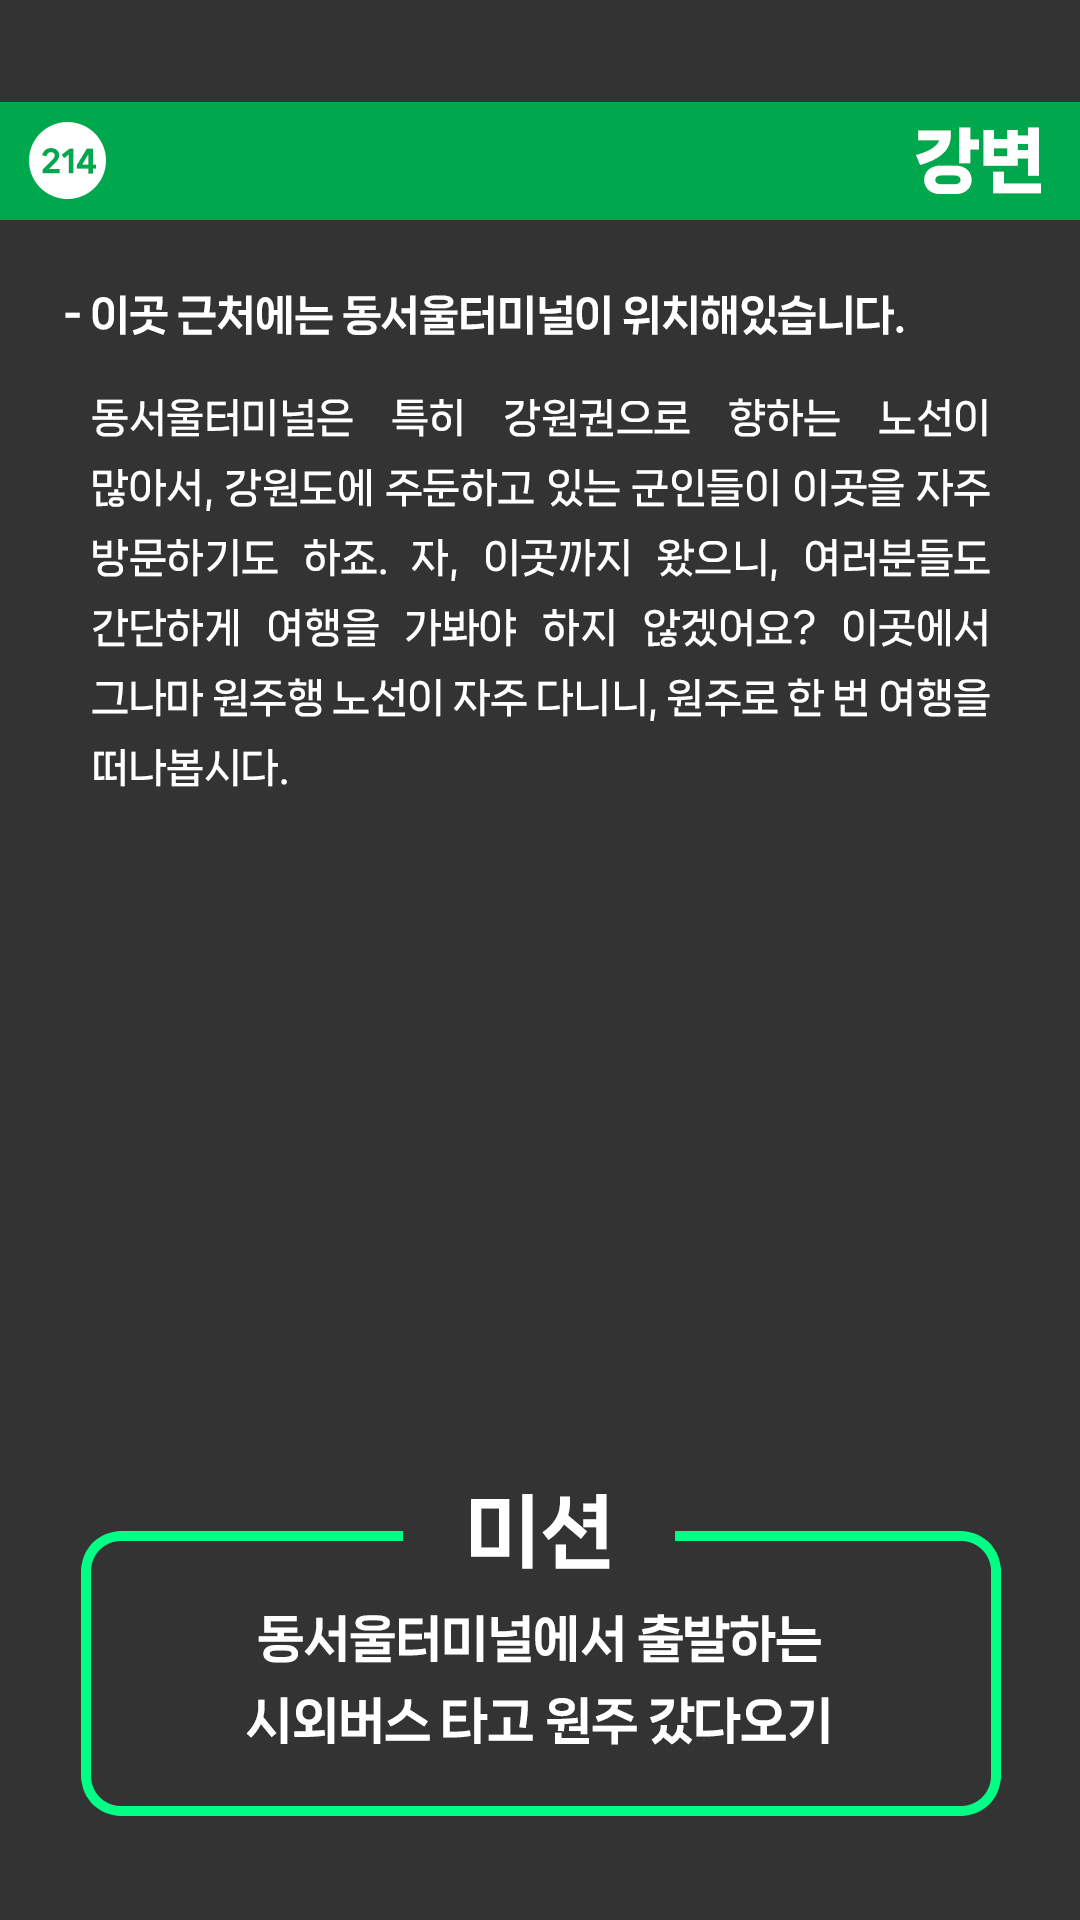 214
강변
- 이곳 근처에는 동서울터미널이 위치해있습니다.
동서울터미널은 특히 강원권으로 향하는 노선이
많아서, 강원도에 주둔하고 있는 군인들이 이곳을 자주
방문하기도 하죠. 자, 이곳까지 왔으니, 여러분들도
간단하게 여행을 가봐야 하지 않겠어요? 이곳에서
그나마 원주행 노선이 자주 다니니, 원주로 한 번 여행을
떠나봅시다.
미션
동서울터미널에서 출발하는
시외버스 타고 원주 갔다오기